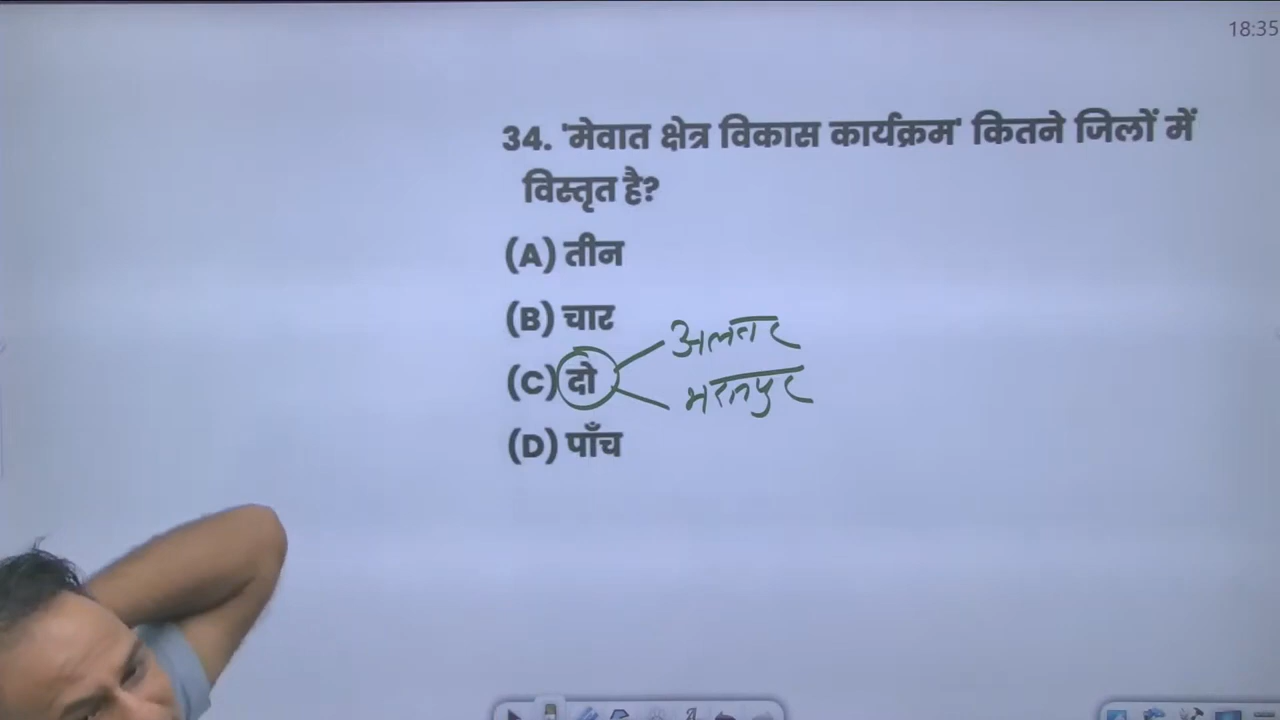 18:35
34. 'मेवात क्षेत्र विकास कार्यक्रम' कितने जिलों में
विस्तृत है?
(A) तीन
(B) चार
(C) दो
अलवर
भरतपुर
(D) पाँच